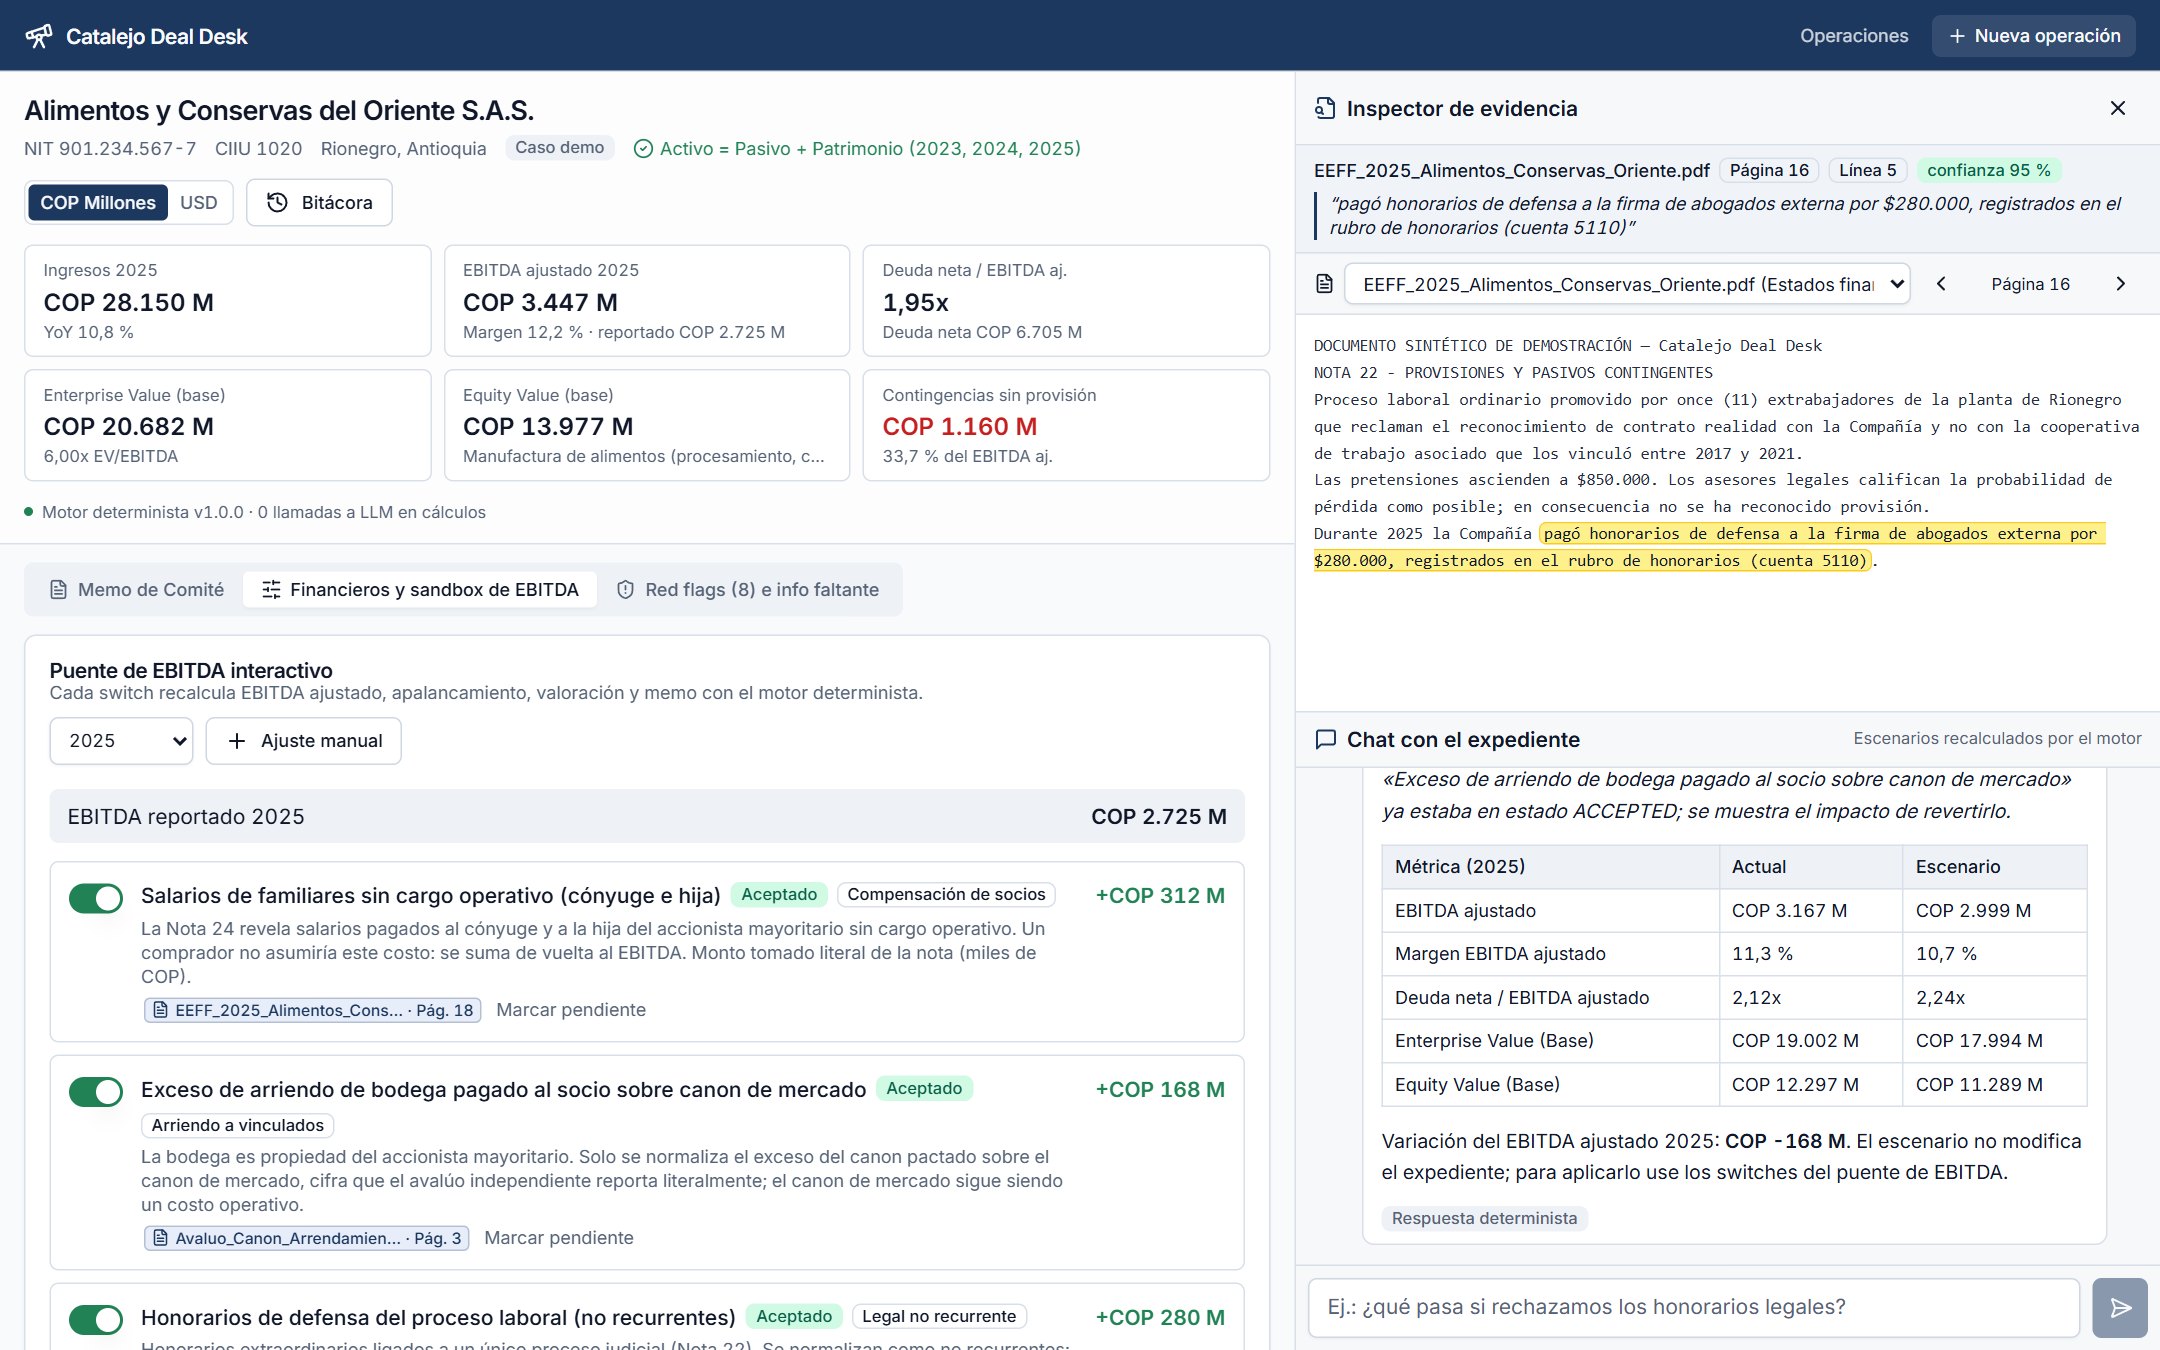 Catalejo Deal Desk
Operaciones
+ Nueva operación
Alimentos y Conservas del Oriente S.A.S.
NIT 901.234.567-7 CIIU 1020 Rionegro, Antioquia Caso demo Activo = Pasivo + Patrimonio (2023, 2024, 2025)
COP Millones USD Bitácora
Ingresos 2025
COP 28.150 M
YoY 10,8 %
EBITDA ajustado 2025
COP 3.447 M
Margen 12,2 % · reportado COP 2.725 M
Deuda neta / EBITDA aj.
1,95x
Deuda neta COP 6.705 M
Enterprise Value (base)
COP 20.682 M
6,00x EV/EBITDA
Equity Value (base)
COP 13.977 M
Manufactura de alimentos (procesamiento, c...
Contingencias sin provisión
COP 1.160 M
33,7 % del EBITDA aj.
Motor determinista v1.0.0 · 0 llamadas a LLM en cálculos
Memo de Comité
Financieros y sandbox de EBITDA
Red flags (8) e info faltante
Puente de EBITDA interactivo
Cada switch recalcula EBITDA ajustado, apalancamiento, valoración y memo con el motor determinista.
2025
+ Ajuste manual
EBITDA reportado 2025 COP 2.725 M
Salarios de familiares sin cargo operativo (cónyuge e hija) Aceptado Compensación de socios +COP 312 M
La Nota 24 revela salarios pagados al cónyuge y a la hija del accionista mayoritario sin cargo operativo. Un
comprador no asumiría este costo: se suma de vuelta al EBITDA. Monto tomado literal de la nota (miles de
COP).
EEFF_2025_Alimentos_Cons... · Pág. 18 Marcar pendiente
Exceso de arriendo de bodega pagado al socio sobre canon de mercado Aceptado +COP 168 M
Arriendo a vinculados
La bodega es propiedad del accionista mayoritario. Solo se normaliza el exceso del canon pactado sobre el
canon de mercado, cifra que el avalúo independiente reporta literalmente; el canon de mercado sigue siendo
un costo operativo.
Avaluo_Canon_Arrendamien... · Pág. 3 Marcar pendiente
Honorarios de defensa del proceso laboral (no recurrentes) Aceptado Legal no recurrente +COP 280 M
Honorarios extraordinarios ligados a un único proceso judicial (Nota 22). Se normalizan como no recurrentes;
Inspector de evidencia
EEFF_2025_Alimentos_Conservas_Oriente.pdf Página 16 Línea 5 confianza 95 %
“pagó honorarios de defensa a la firma de abogados externa por $280.000, registrados en el
rubro de honorarios (cuenta 5110)”
EEFF_2025_Alimentos_Conservas_Oriente.pdf (Estados finar
Página 16
DOCUMENTO SINTÉTICO DE DEMOSTRACIÓN — Catalejo Deal Desk
NOTA 22 - PROVISIONES Y PASIVOS CONTINGENTES
Proceso laboral ordinario promovido por once (11) extrabajadores de la planta de Rionegro
que reclaman el reconocimiento de contrato realidad con la Compañía y no con la cooperativa
de trabajo asociado que los vinculó entre 2017 y 2021.
Las pretensiones ascienden a $850.000. Los asesores legales califican la probabilidad de
pérdida como posible; en consecuencia no se ha reconocido provisión.
Durante 2025 la Compañía pagó honorarios de defensa a la firma de abogados externa por
$280.000, registrados en el rubro de honorarios (cuenta 5110).
Chat con el expediente
Escenarios recalculados por el motor
«Exceso de arriendo de bodega pagado al socio sobre canon de mercado»
ya estaba en estado ACCEPTED; se muestra el impacto de revertirlo.
Métrica (2025) Actual Escenario
EBITDA ajustado COP 3.167 M COP 2.999 M
Margen EBITDA ajustado 11,3 % 10,7 %
Deuda neta / EBITDA ajustado 2,12x 2,24x
Enterprise Value (Base) COP 19.002 M COP 17.994 M
Equity Value (Base) COP 12.297 M COP 11.289 M
Variación del EBITDA ajustado 2025: COP -168 M. El escenario no modifica
el expediente; para aplicarlo use los switches del puente de EBITDA.
Respuesta determinista
Ej.: ¿qué pasa si rechazamos los honorarios legales?